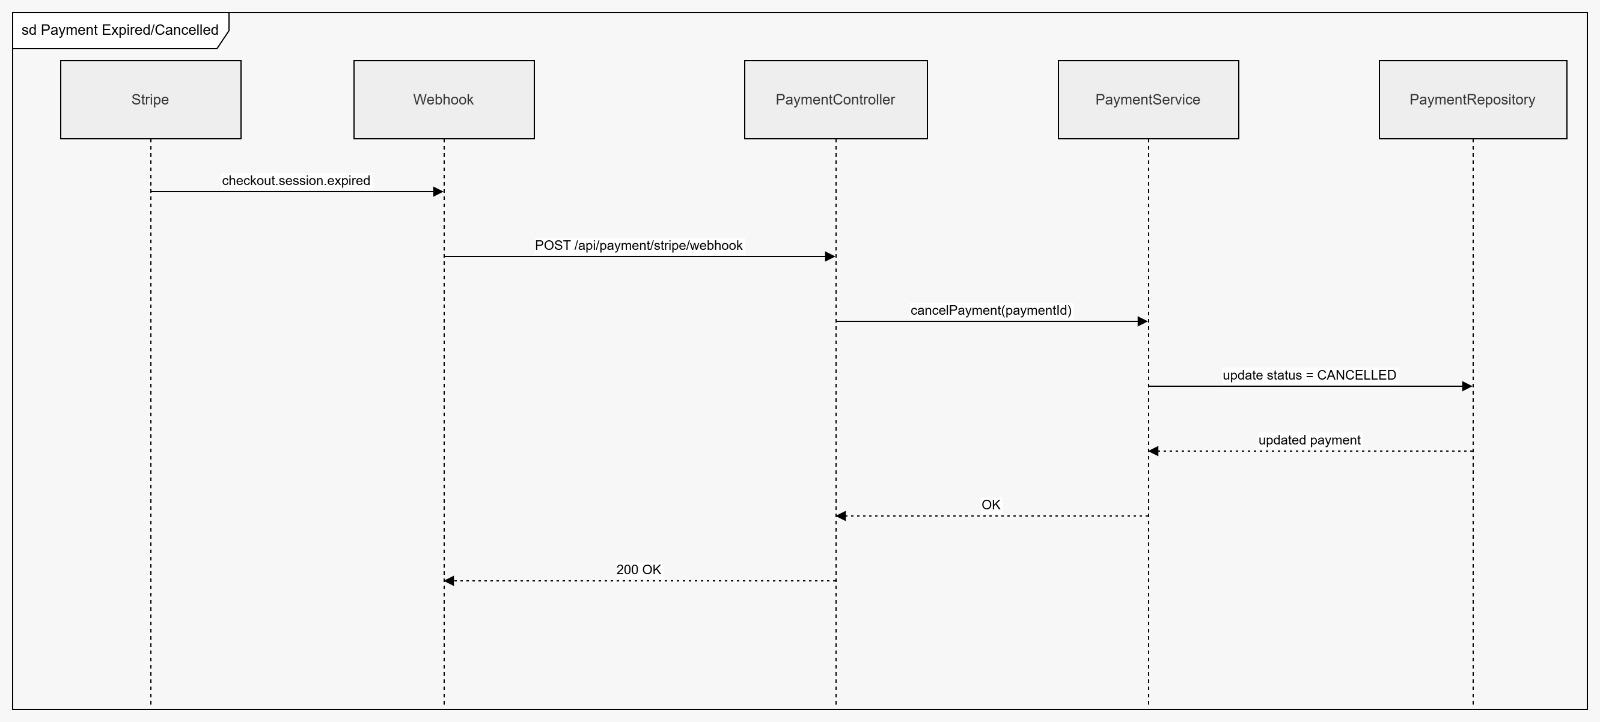 sd Payment Expired/Cancelled
Stripe
Webhook
PaymentController
PaymentService
PaymentRepository
checkout.session.expired
POST /api/payment/stripe/webhook
cancelPayment(paymentId)
update status = CANCELLED
updated payment
OK
200 OK